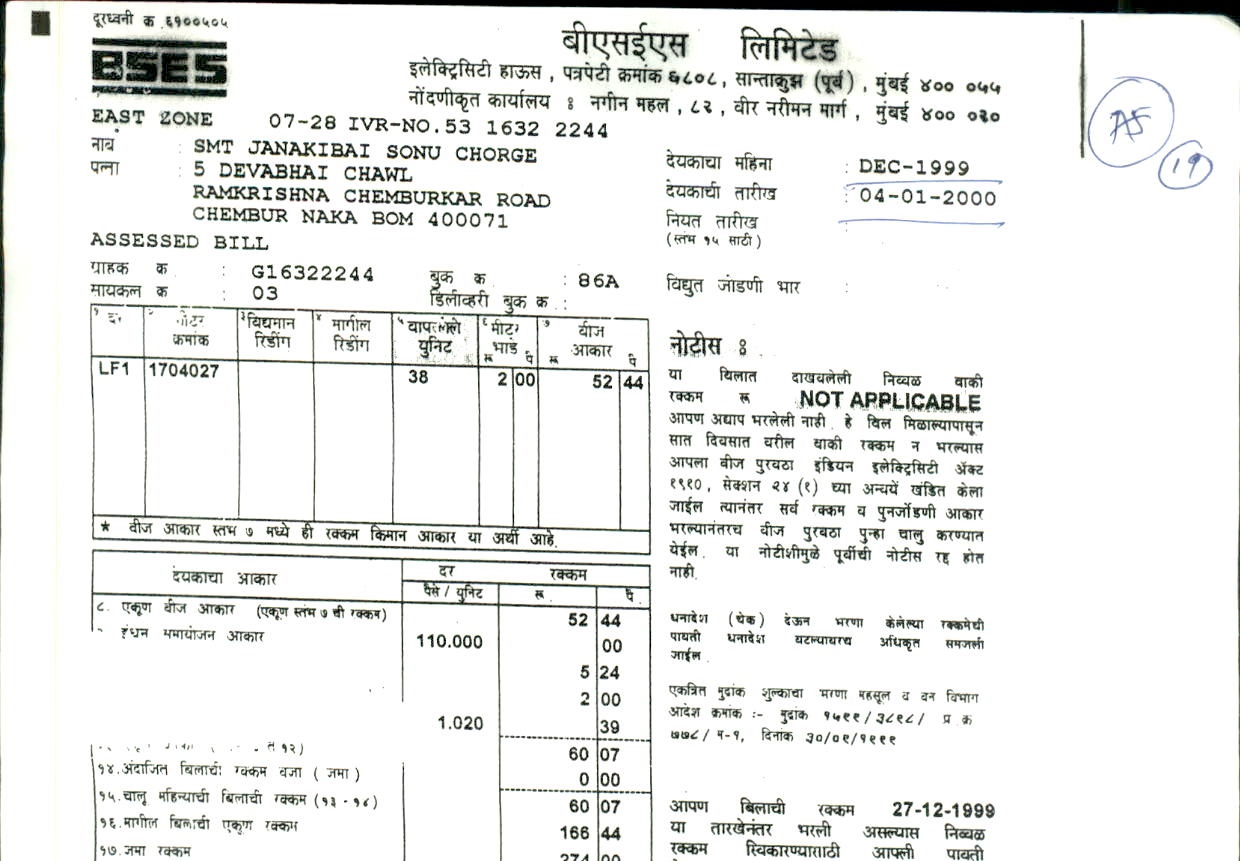 दूरध्वनी क ६१००५०५
BSES
बीएसईएस लिमिटेड
इलेक्ट्रिसिटी हाऊस , पत्रपेटी क्रमांक ६८०८, सान्ताक्रुझ (पूर्व) , मुंबई ४०० ०५५
नोंदणीकृत कार्यालय : नगीन महल , ८२ , वीर नरीमन मार्ग , मुंबई ४०० ०२०
EAST ZONE 07-28 IVR-NO.53 1632 2244
नाव : SMT JANAKIBAI SONU CHORGE
पत्ता : 5 DEVABHAI CHAWL
RAMKRISHNA CHEMBURKAR ROAD
CHEMBUR NAKA BOM 400071
ASSESSED BILL
देयकाचा महिना : DEC-1999
देयकाची तारीख : 04-01-2000
नियत तारीख :
(स्तंभ १५ साठी)
19
ग्राहक क : G16322244 बुक क : 86A
सायकल क : 03 डिलीव्हरी बुक क :
विद्युत जोडणी भार :
१ दर २ मीटर क्रमांक ३ विद्यमान रिडींग ४ मागील रिडींग ५ वापरलेले युनिट ६ मीटर भाडे रू पै ७ वीज आकार रू पै
LF1 1704027 38 2 00 52 44
* वीज आकार स्तंभ ७ मध्ये ही रक्कम किमान आकार या अर्थी आहे.
देयकाचा आकार दर रक्कम
पैसे / युनिट रू पै
८. एकूण वीज आकार (एकूण स्तंभ ७ ची रक्कम) 52 44
इंधन समायोजन आकार 110.000 00
5 24
2 00
1.020 39
१२) 60 07
१४.अंदाजित बिलाची रक्कम वजा ( जमा ) 0 00
१५.चालू महिन्याची बिलाची रक्कम (१३ - १४) 60 07
१६.मागील बिलाची एकूण रक्कम 166 44
१७.जमा रक्कम 274 00
नोटीस :
या बिलात दाखवलेली निव्वळ बाकी
रक्कम रू NOT APPLICABLE
आपण अद्याप भरलेली नाही . हे बिल मिळाल्यापासून
सात दिवसात वरील बाकी रक्कम न भरल्यास
आपला वीज पुरवठा इंडियन इलेक्ट्रिसिटी ॲक्ट
१९१०, सेक्शन २४ (१) च्या अन्वयें खंडित केला
जाईल त्यानंतर सर्व रक्कम व पुनर्जोडणी आकार
भरल्यानंतरच वीज पुरवठा पुन्हा चालु करण्यात
येईल . या नोटीशीमुळे पूर्वीची नोटीस रद्द होत
नाही.
धनादेश (चेक) देऊन भरणा केलेल्या रक्कमेची
पावती धनादेश वटल्यावरच अधिकृत समजली
जाईल .
एकत्रित मुद्रांक शुल्काचा भरणा महसूल व वन विभाग
आदेश क्रमांक :- मुद्रांक १५९९/३८९८/ प्र क्र
७७८/ म-१, दिनांक ३०/०९/१९९९
आपण बिलाची रक्कम 27-12-1999
या तारखेनंतर भरली असल्यास निव्वळ
रक्कम स्विकारण्यासाठी आपली पावती